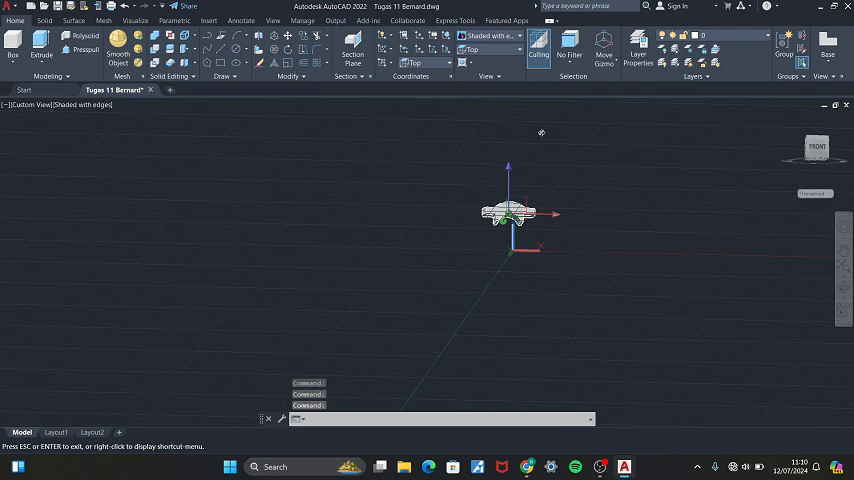 Share
Autodesk AutoCAD 2022 Tugas 11 Bernard.dwg
Type a keyword or phrase
Sign In
Home Solid Surface Mesh Visualize Parametric Insert Annotate View Manage Output Add-ins Collaborate Express Tools Featured Apps
Box
Extrude
Polysolid
Presspull
Smooth
Object
Section
Plane
Shaded with e...
Top
Top
Culling
No Filter
Move
Gizmo
Layer
Properties
0
Group
Base
Modeling
Mesh
Solid Editing
Draw
Modify
Section
Coordinates
View
Selection
Layers
Groups
View
Start
Tugas 11 Bernard*
[−][Custom View][Shaded with edges]
FRONT
Unnamed
X
Command:
Command:
Command:
Model Layout1 Layout2 +
Press ESC or ENTER to exit, or right-click to display shortcut-menu.
Search
11:10
12/07/2024